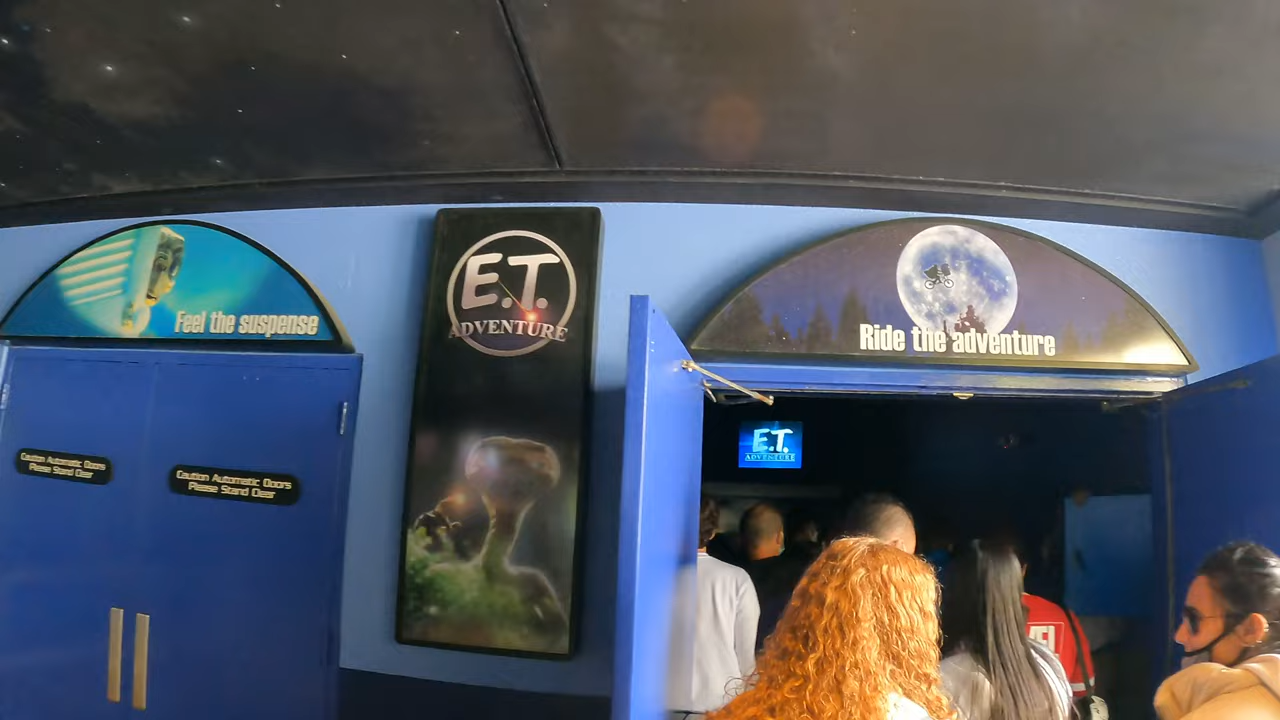 Feel the suspense
Caution Automatic Doors
Please Stand Clear
Caution Automatic Doors
Please Stand Clear
E.T.
ADVENTURE
Ride the adventure
E.T.
ADVENTURE